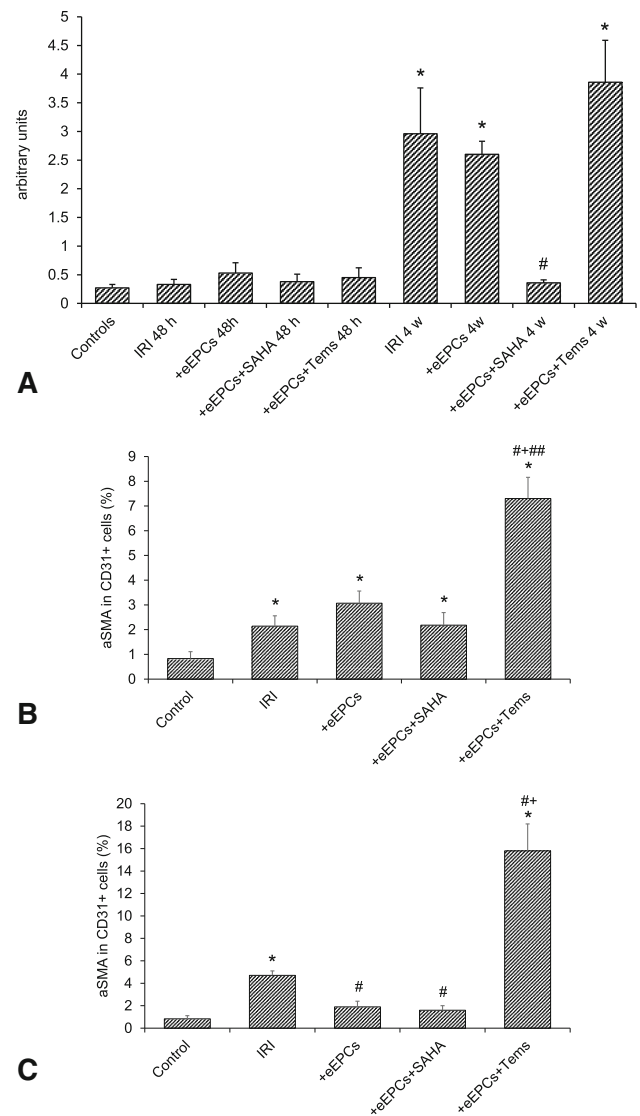 5
4.5
4
3.5
3
2.5
2
1.5
1
0.5
0
arbitrary units
*
*
#
*
Controls
IRI 48 h
+eEPCs 48h
+eEPCs+SAHA 48 h
+eEPCs+Tems 48 h
IRI 4 w
+eEPCs 4w
+eEPCs+SAHA 4 w
+eEPCs+Tems 4 w
A
9
8
7
6
5
4
3
2
1
0
aSMA in CD31+ cells (%)
*
*
*
#+##
*
Control
IRI
+eEPCs
+eEPCs+SAHA
+eEPCs+Tems
B
20
18
16
14
12
10
8
6
4
2
0
aSMA in CD31+ cells (%)
*
#
#
#+
*
Control
IRI
+eEPCs
+eEPCs+SAHA
+eEPCs+Tems
C